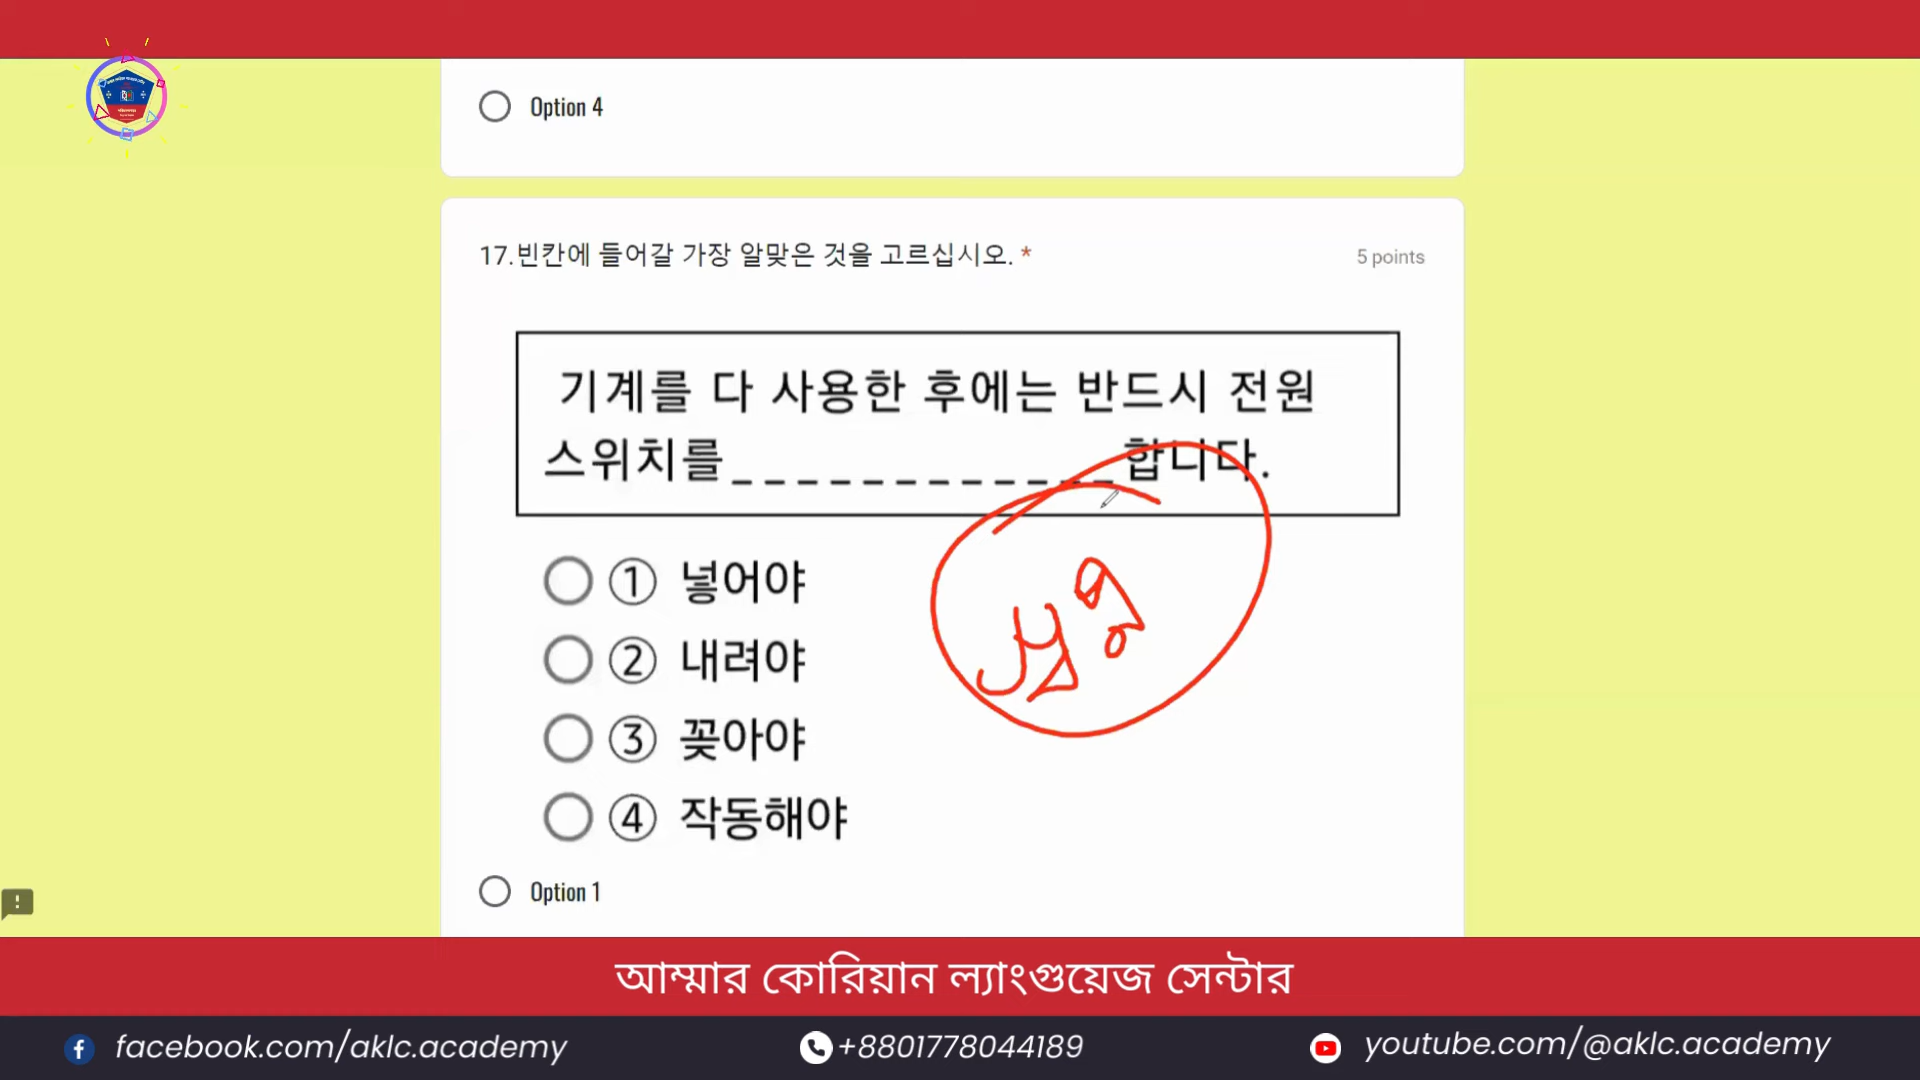 Option 4
17.빈칸에 들어갈 가장 알맞은 것을 고르십시오. *
5 points
기계를 다 사용한 후에는 반드시 전원
스위치를____________합니다.
① 넣어야
② 내려야
③ 꽂아야
④ 작동해야
Option 1
আম্মার কোরিয়ান ল্যাংগুয়েজ সেন্টার
facebook.com/aklc.academy
+8801778044189
youtube.com/@aklc.academy